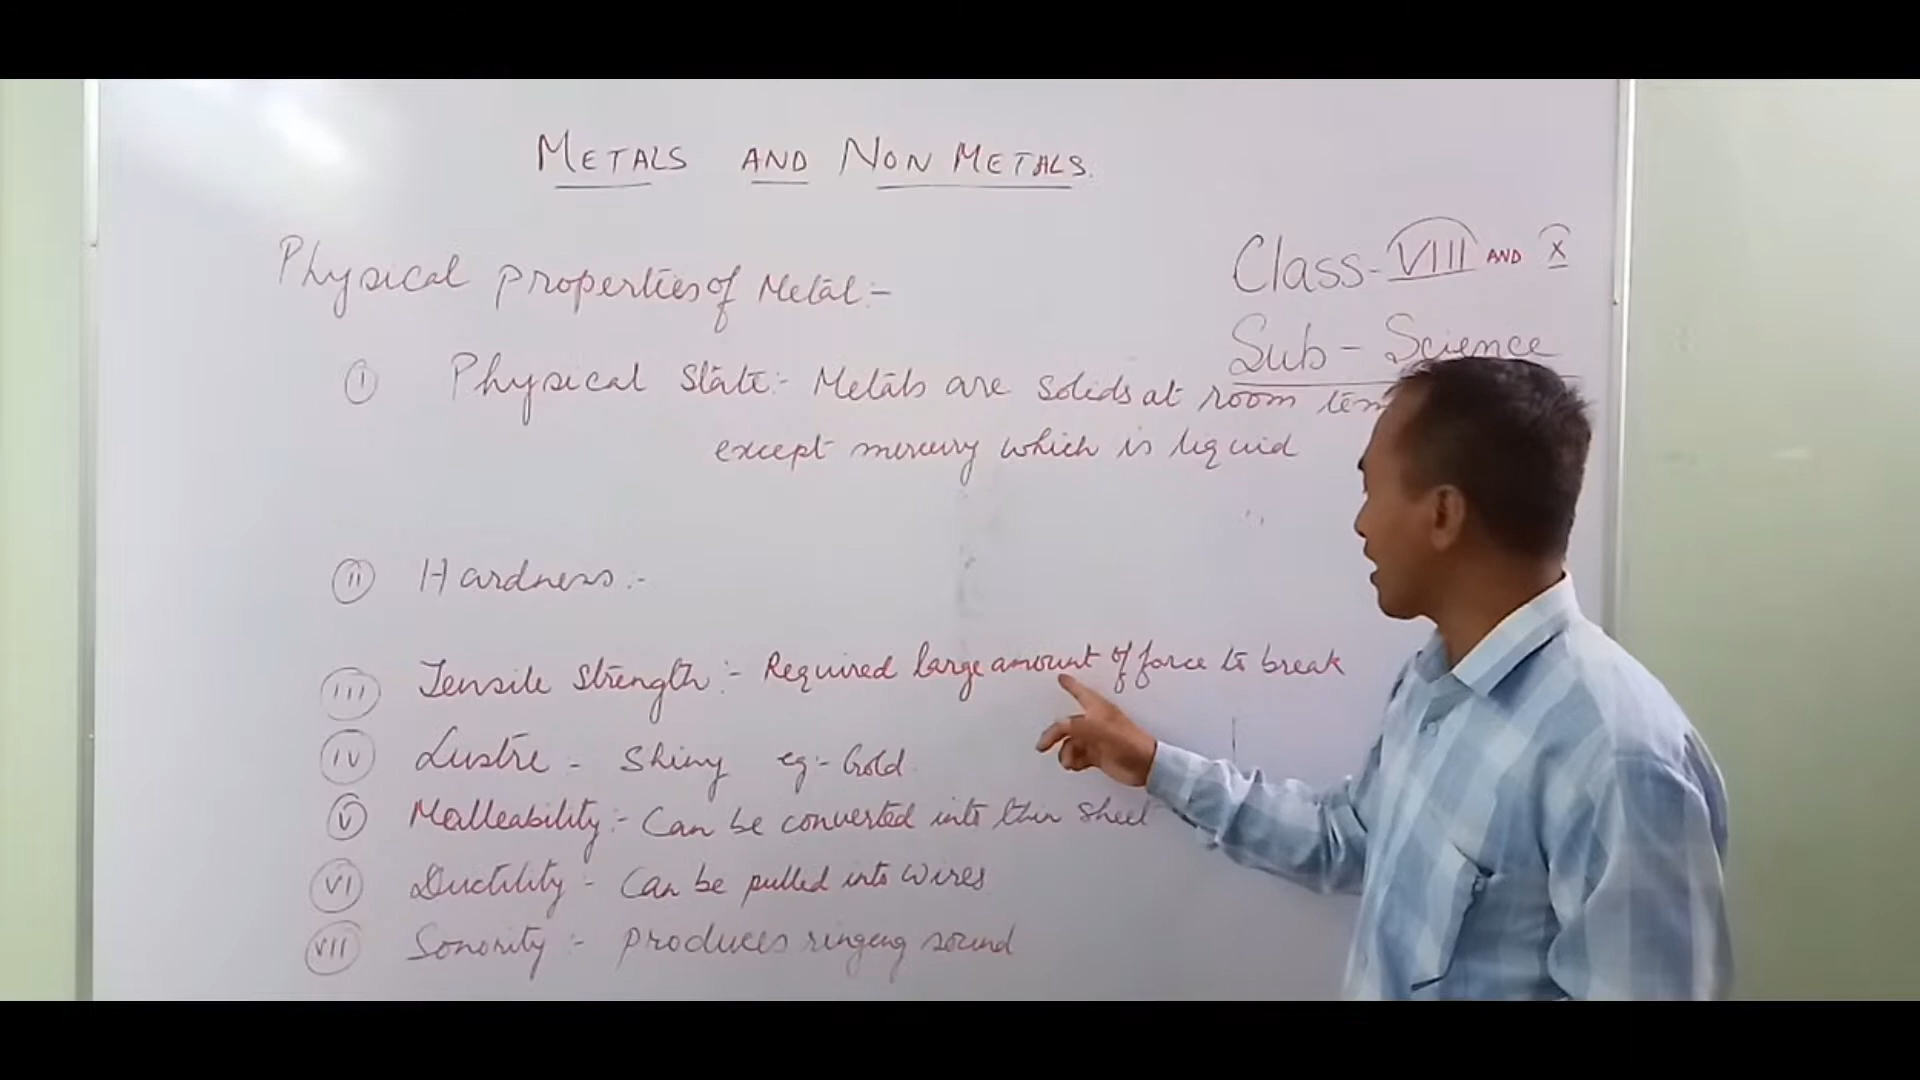 METALS AND NON METALS.
Class - VIII AND X
Physical properties of Metal :-
Sub - Science
I Physical state :- Metals are solids at room tem
except mercury which is liquid
II Hardness :-
III Tensile strength :- Required large amount of force to break
IV Lustre - Shiny eg :- Gold
V Malleability :- Can be converted into thin sheet
VI Ductility - Can be pulled into wires
VII Sonority :- produces ringing sound